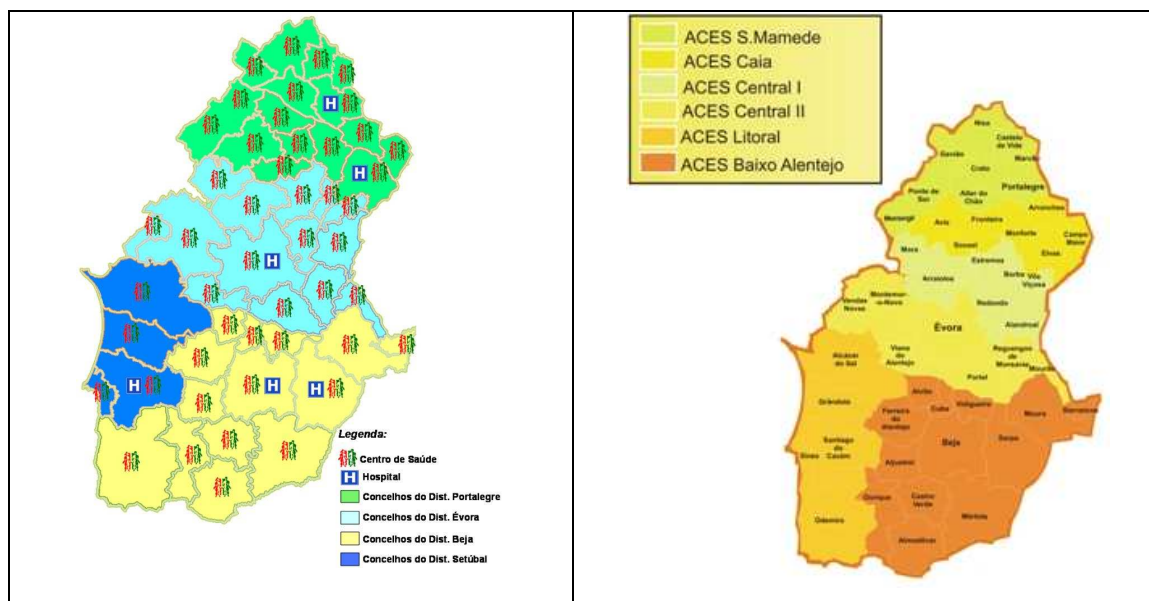 H
H
H
H
H
H
Legenda:
Centro de Saúde
H Hospital
Concelhos do Dist. Portalegre
Concelhos do Dist. Évora
Concelhos do Dist. Beja
Concelhos do Dist. Setúbal
ACES S.Mamede
ACES Caia
ACES Central I
ACES Central II
ACES Litoral
ACES Baixo Alentejo
Nisa
Castelo
de Vide
Gavião
Marvão
Crato
Portalegre
Ponte de
Sor
Alter do
Chão
Arronches
Avis
Fronteira
Monforte
Campo
Maior
Elvas
Sousel
Mora
Estremoz
Arraiolos
Borba
Vila
Viçosa
Redondo
Alandroal
Vendas
Novas
Montemor-
o-Novo
Évora
Viana
do
Alentejo
Reguengos
de
Monsaraz
Portel
Mourão
Alcácer
do Sal
Grândola
Santiago
do
Cacém
Sines
Odemira
Alvito
Cuba
Vidigueira
Ferreira
do
Alentejo
Beja
Moura
Barrancos
Serpa
Aljustrel
Ourique
Castro
Verde
Mértola
Almodôvar